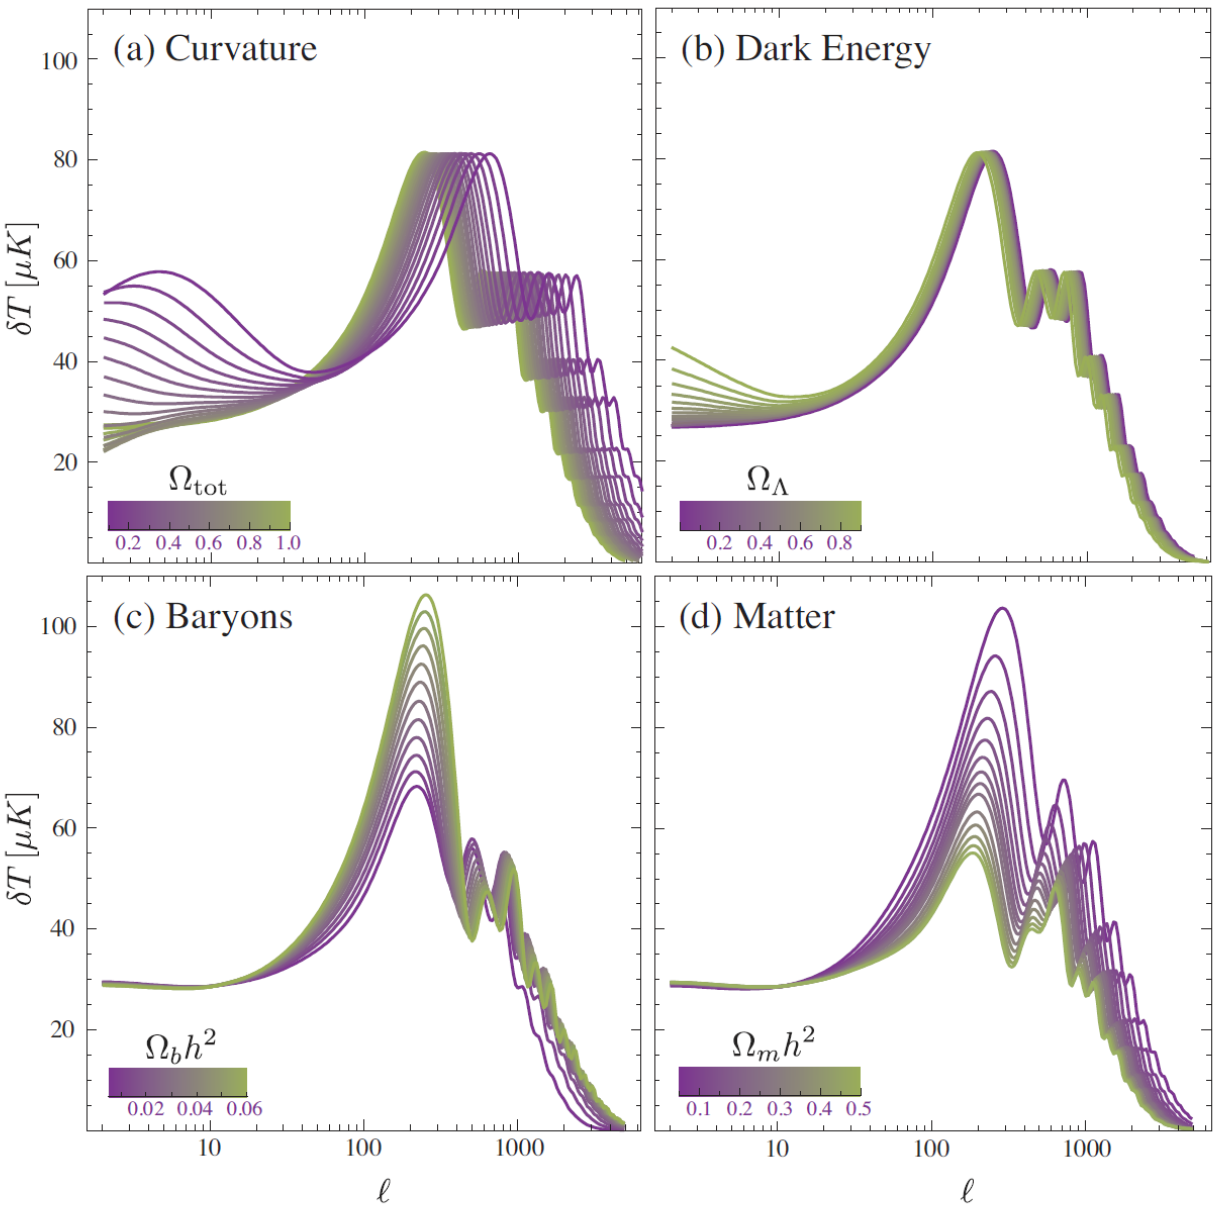 (a) Curvature
100
80
60
40
20
δT [μK]
Ω_tot
0.2 0.4 0.6 0.8 1.0
(b) Dark Energy
Ω_Λ
0.2 0.4 0.6 0.8
(c) Baryons
100
80
60
40
20
δT [μK]
Ω_b h²
0.02 0.04 0.06
10 100 1000
ℓ
(d) Matter
Ω_m h²
0.1 0.2 0.3 0.4 0.5
10 100 1000
ℓ